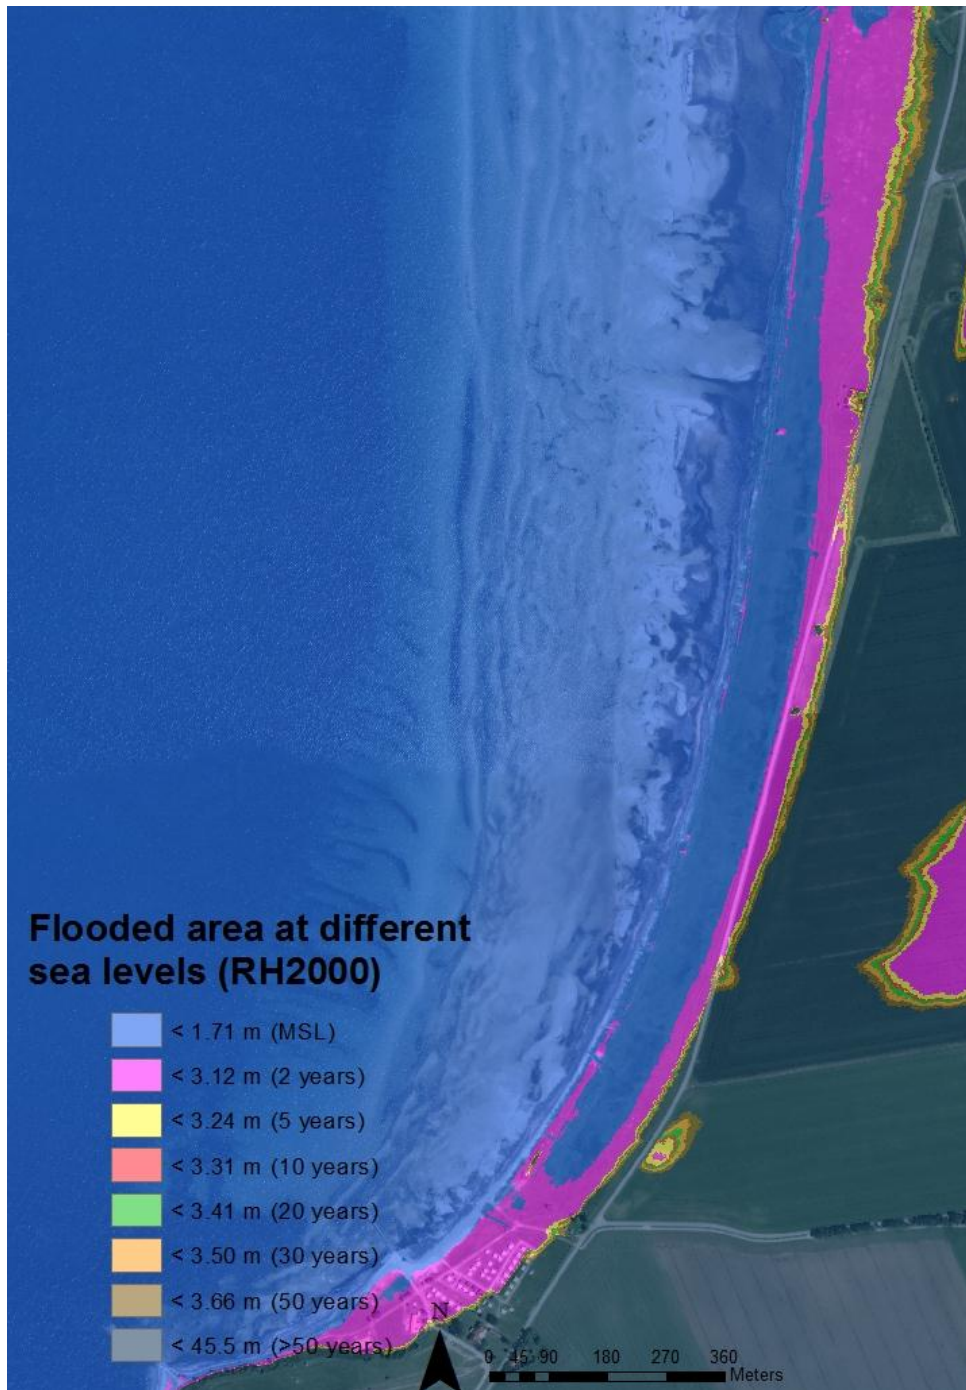 Flooded area at different
sea levels (RH2000)
< 1.71 m (MSL)
< 3.12 m (2 years)
< 3.24 m (5 years)
< 3.31 m (10 years)
< 3.41 m (20 years)
< 3.50 m (30 years)
< 3.66 m (50 years)
< 45.5 m (>50 years)
N
0 45 90 180 270 360
Meters